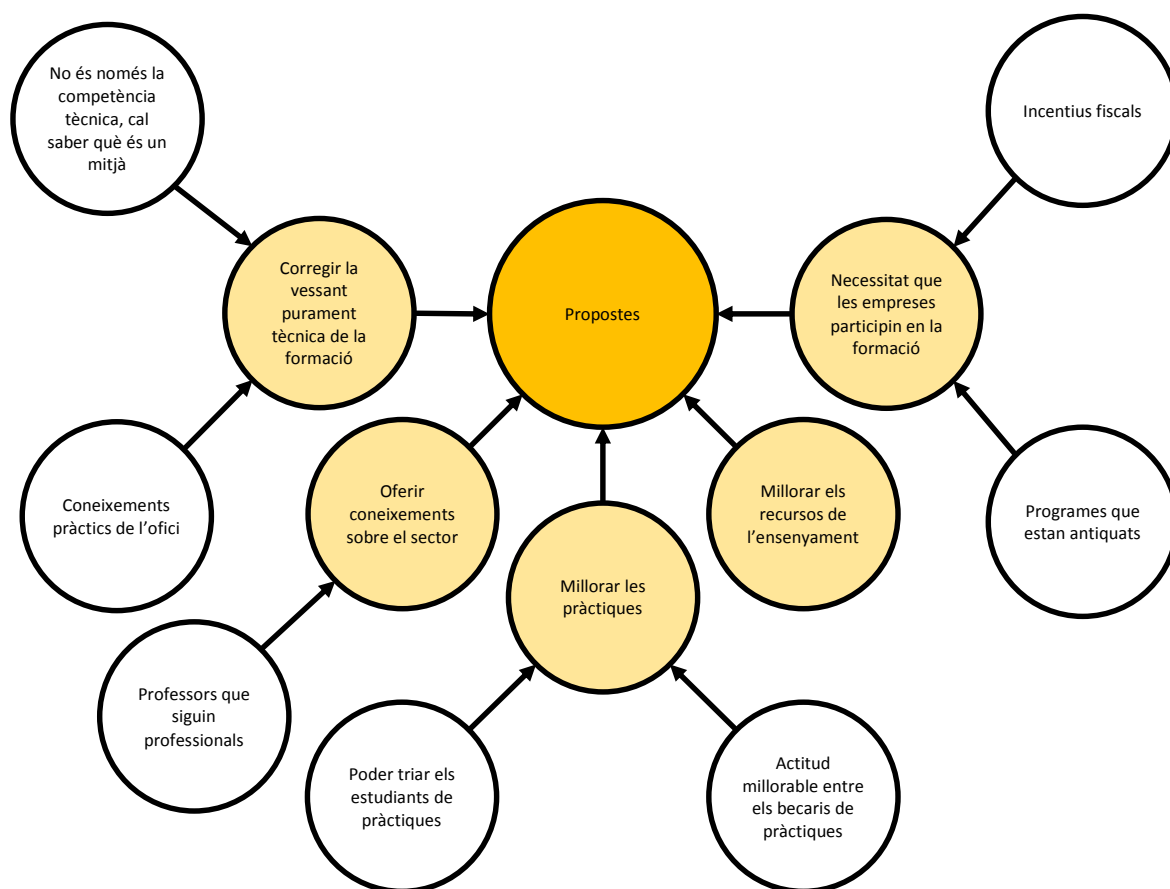 No és només la
competència
tècnica, cal
saber què és un
mitjà
Incentius fiscals
Corregir la
vessant
purament
tècnica de la
formació
Propostes
Necessitat que
les empreses
participin en la
formació
Coneixements
pràctics de l’ofici
Oferir
coneixements
sobre el sector
Millorar els
recursos de
l’ensenyament
Programes que
estan antiquats
Millorar les
pràctiques
Professors que
siguin
professionals
Poder triar els
estudiants de
pràctiques
Actitud
millorable entre
els becaris de
pràctiques